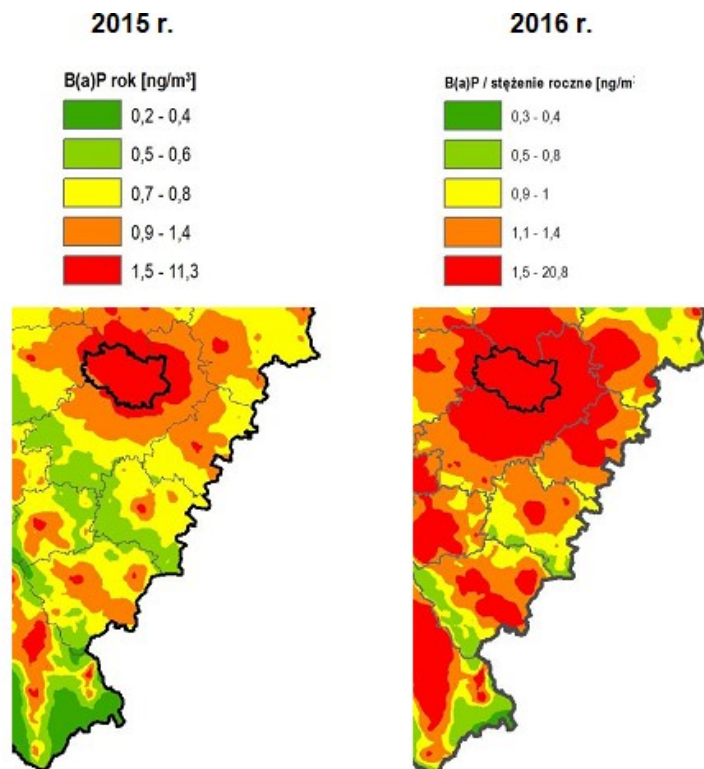 2015 r.
B(a)P rok [ng/m³]
0,2 - 0,4
0,5 - 0,6
0,7 - 0,8
0,9 - 1,4
1,5 - 11,3
2016 r.
B(a)P / stężenie roczne [ng/m³
0,3 - 0,4
0,5 - 0,8
0,9 - 1
1,1 - 1,4
1,5 - 20,8